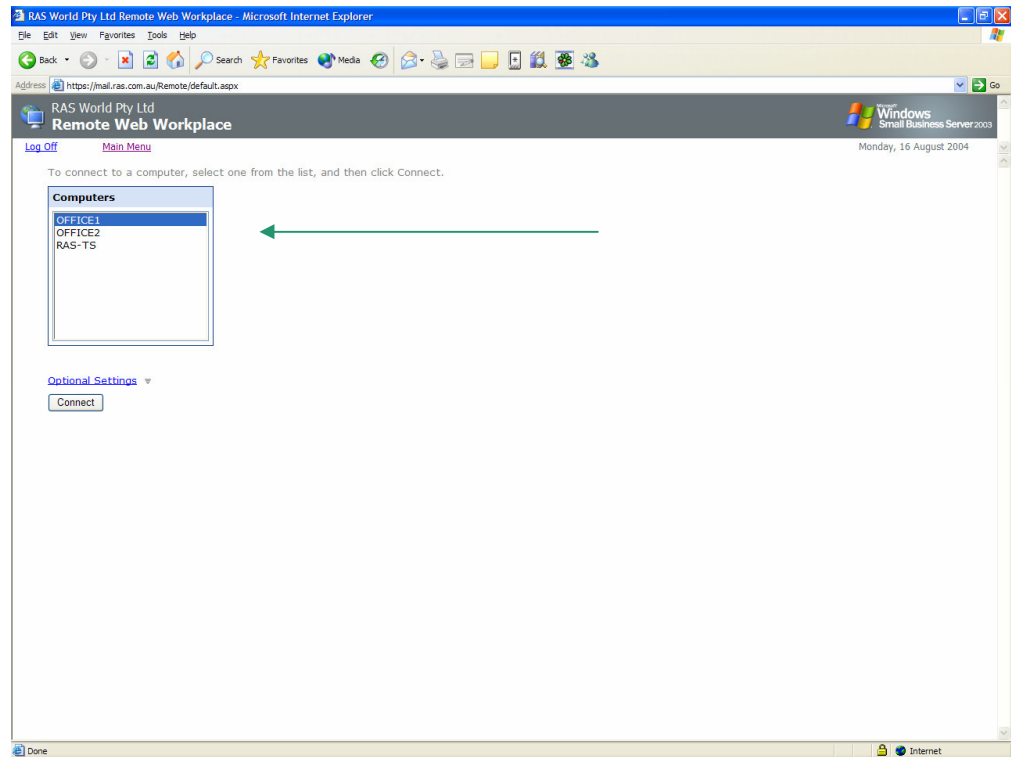 RAS World Pty Ltd Remote Web Workplace - Microsoft Internet Explorer
File Edit View Favorites Tools Help
Back Search Favorites Media
Address https://mail.ras.com.au/Remote/default.aspx Go
RAS World Pty Ltd
Remote Web Workplace
Microsoft
Windows
Small Business Server 2003
Log Off Main Menu Monday, 16 August 2004
To connect to a computer, select one from the list, and then click Connect.
Computers
OFFICE1
OFFICE2
RAS-TS
Optional Settings
Connect
Done Internet